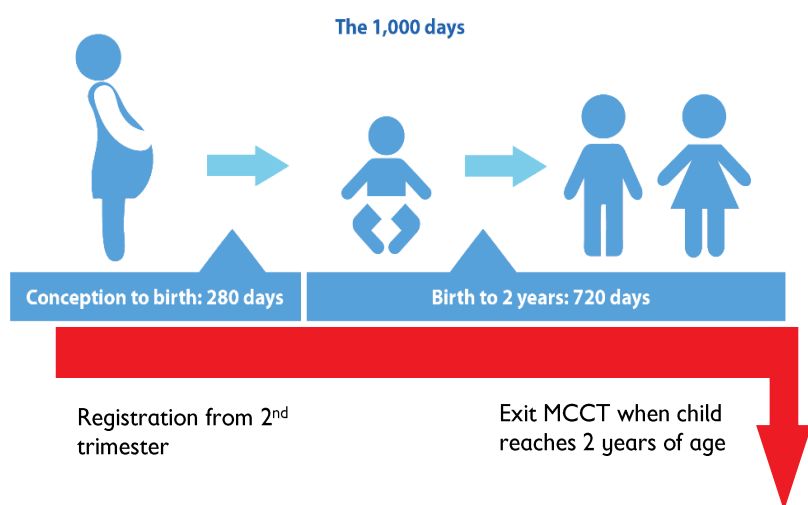 The 1,000 days
Conception to birth: 280 days
Birth to 2 years: 720 days
Registration from 2nd
trimester
Exit MCCT when child
reaches 2 years of age